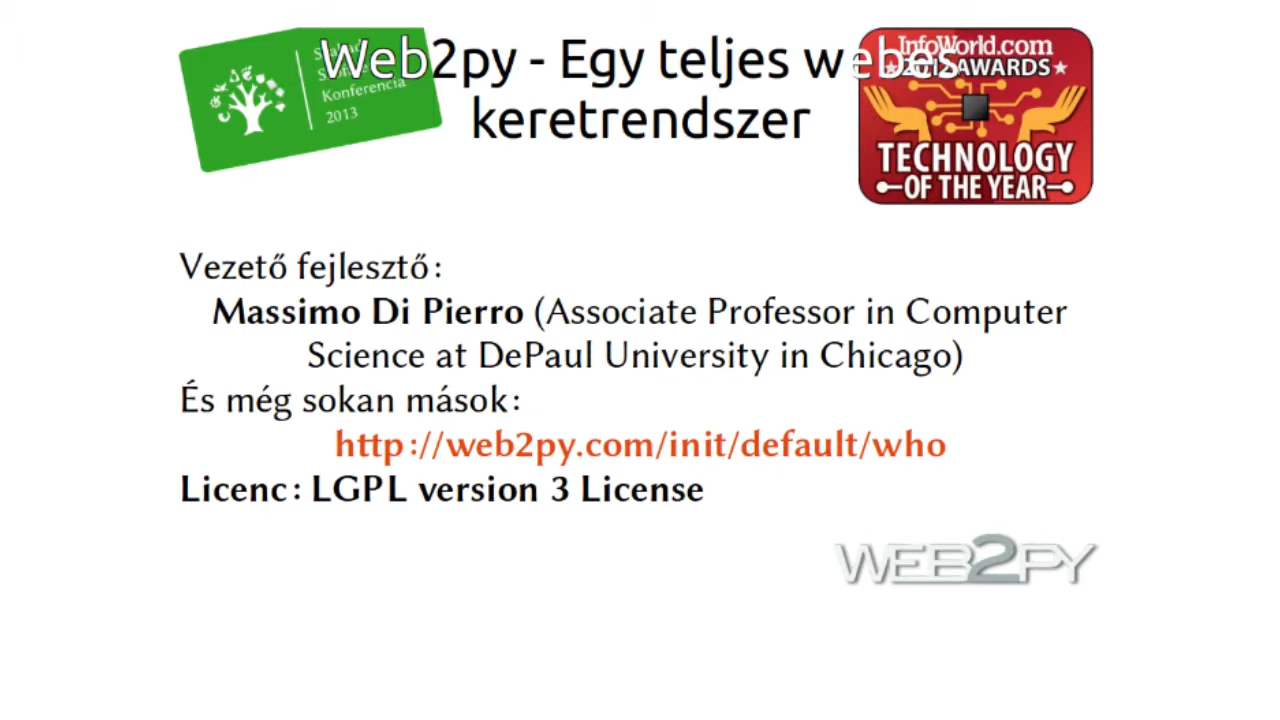 Web2py - Egy teljes webes
keretrendszer
Konferencia
2013
InfoWorld.com
★2012 AWARDS★
TECHNOLOGY
OF THE YEAR
Vezető fejlesztő:
Massimo Di Pierro (Associate Professor in Computer
Science at DePaul University in Chicago)
És még sokan mások:
http://web2py.com/init/default/who
Licenc: LGPL version 3 License
WEB2PY